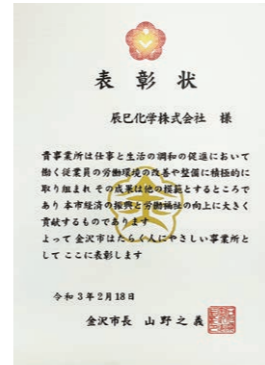 表彰状
辰巳化学株式会社 様
貴事業所は仕事と生活の調和の促進において
働く従業員の労働環境の改善や整備に積極的に
取り組まれ その成果は他の模範とするところで
あり 本市経済の振興と労働福祉の向上に大きく
貢献するものであります
よって 金沢市はたらく人にやさしい事業所と
して ここに表彰します
令和3年2月18日
金沢市長 山野之義